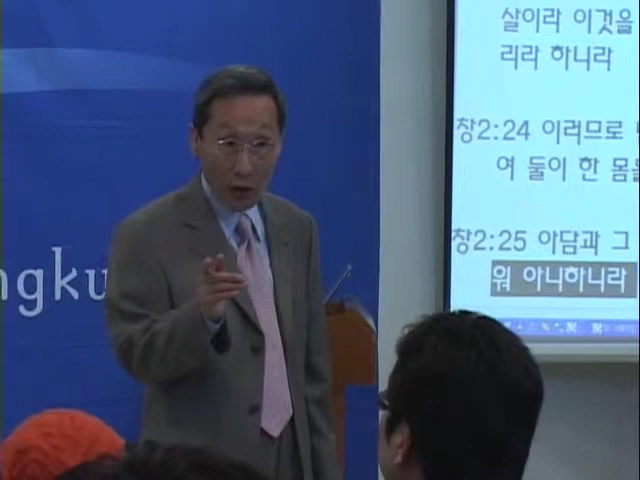 살이라 이것을
리라 하니라
창2:24 이러므로
여 둘이 한 몸을
창2:25 아담과 그
워 아니하니라
ngku